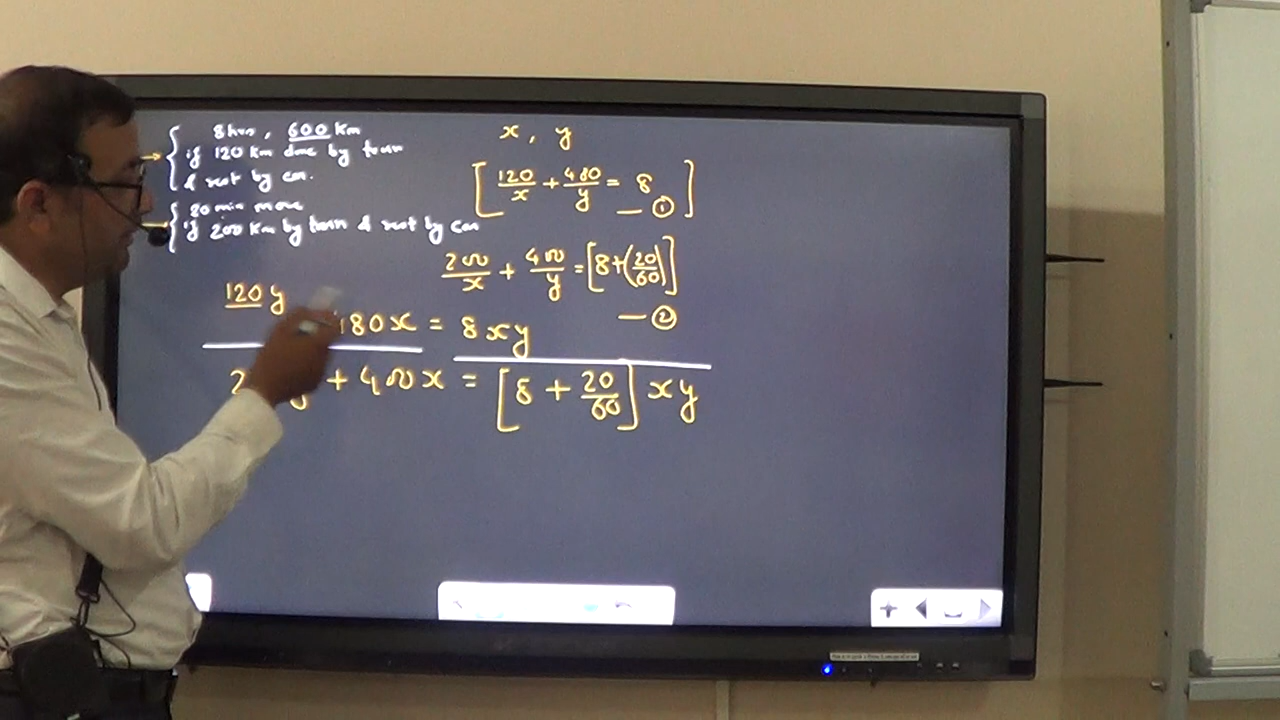 8 hrs, 600 Km
if 120 Km done by train
& rest by car.
20 min more
if 200 Km by train & rest by car
x, y
[120/x + 480/y = 8] — ①
200/x + 400/y = [8+(20/60)] — ②
120y 480x = 8xy
+ 400x = [8 + 20/60] xy